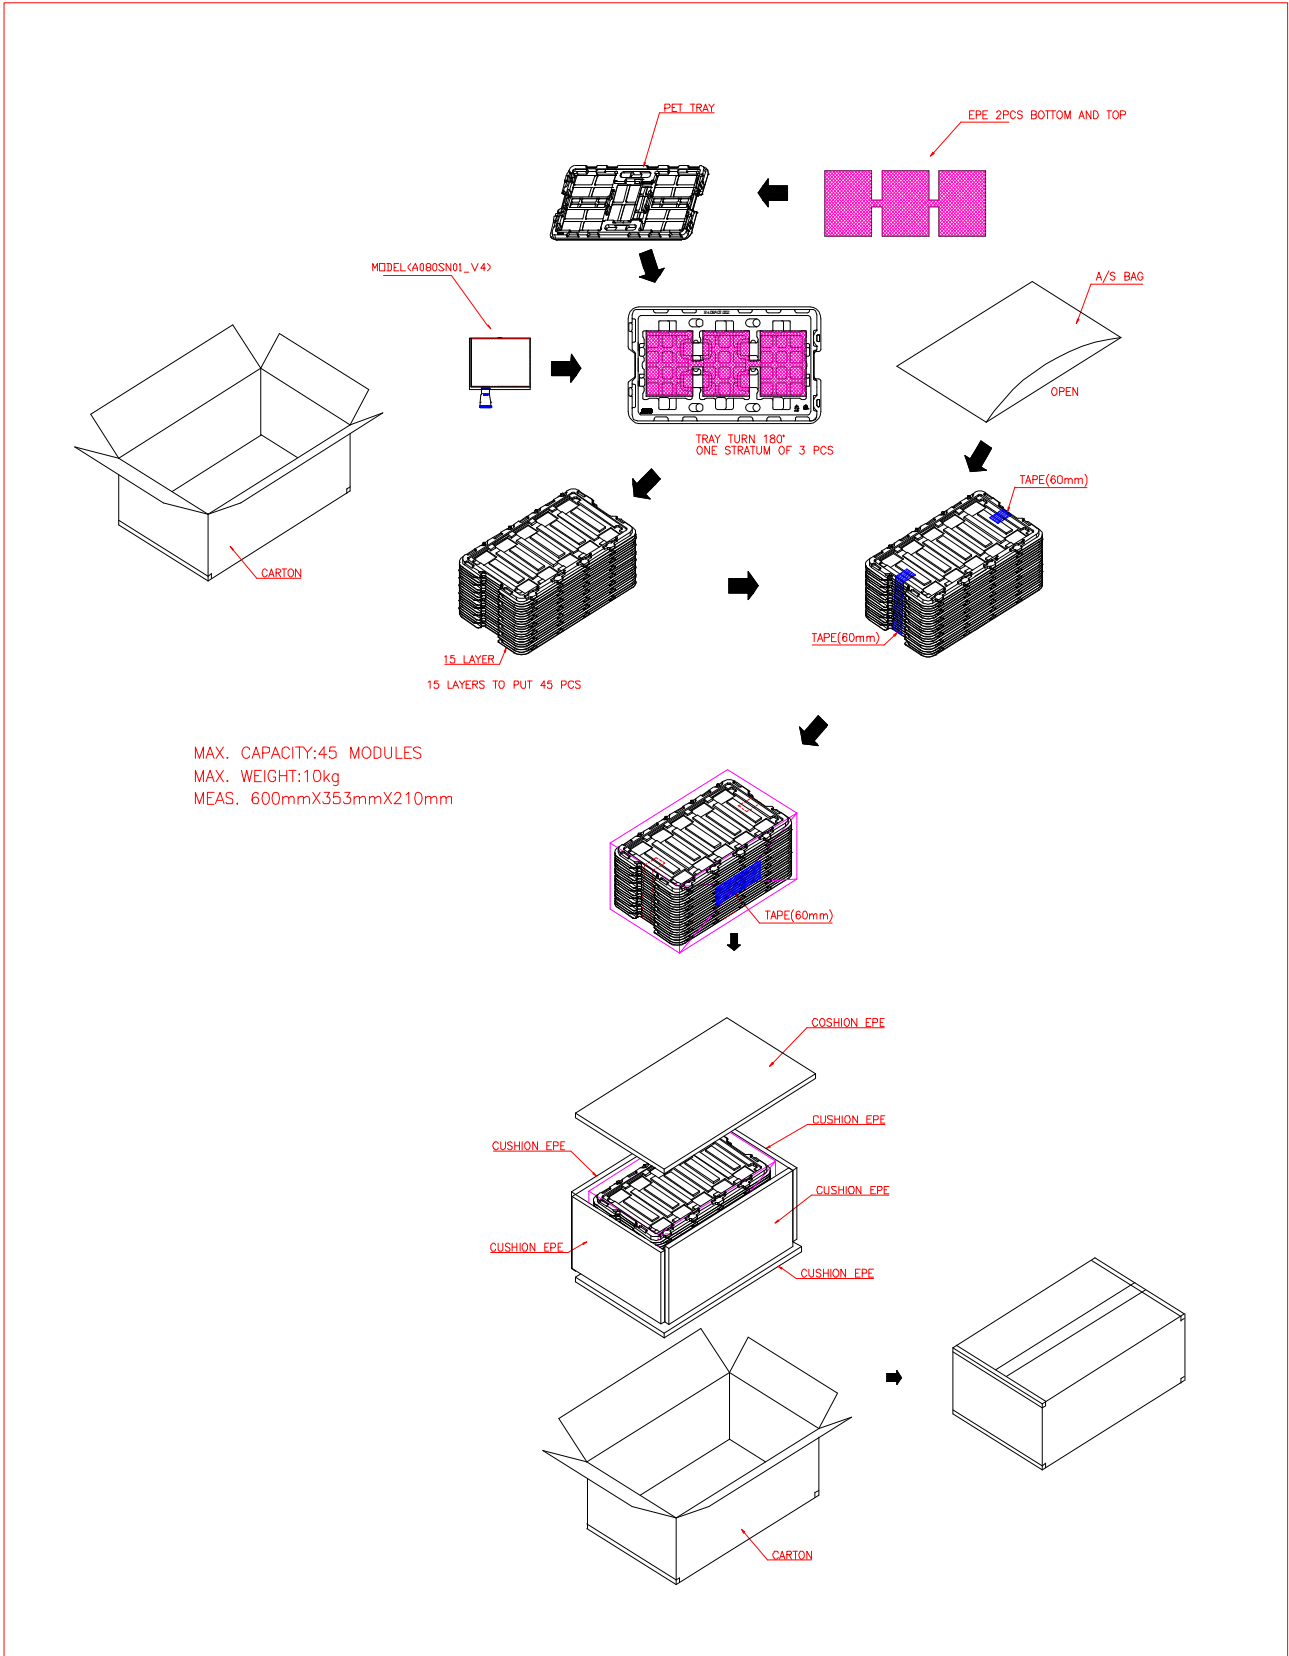 PET TRAY
EPE 2PCS BOTTOM AND TOP
MODEL(A080SN01_V4)
A/S BAG
OPEN
TRAY TURN 180°
ONE STRATUM OF 3 PCS
TAPE(60mm)
CARTON
TAPE(60mm)
15 LAYER
15 LAYERS TO PUT 45 PCS
MAX. CAPACITY:45 MODULES
MAX. WEIGHT:10kg
MEAS. 600mmX353mmX210mm
TAPE(60mm)
COSHION EPE
CUSHION EPE
CUSHION EPE
CUSHION EPE
CUSHION EPE
CUSHION EPE
CARTON